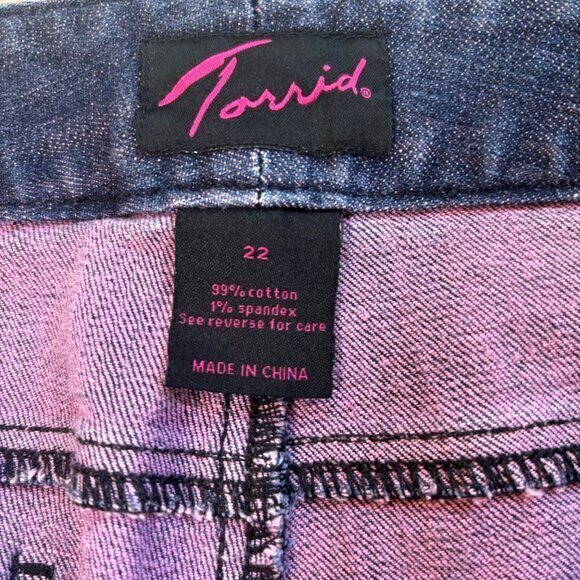 Torrid®
22
99% cotton
1% spandex
See reverse for care
MADE IN CHINA